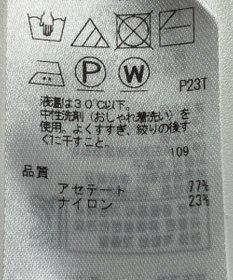 P
W
P23T
液温は30℃以下。
中性洗剤(おしゃれ着洗い)を
使用。よくすすぎ、絞りの後す
ぐに干すこと。
109
品質
アセテート 77%
ナイロン 23%